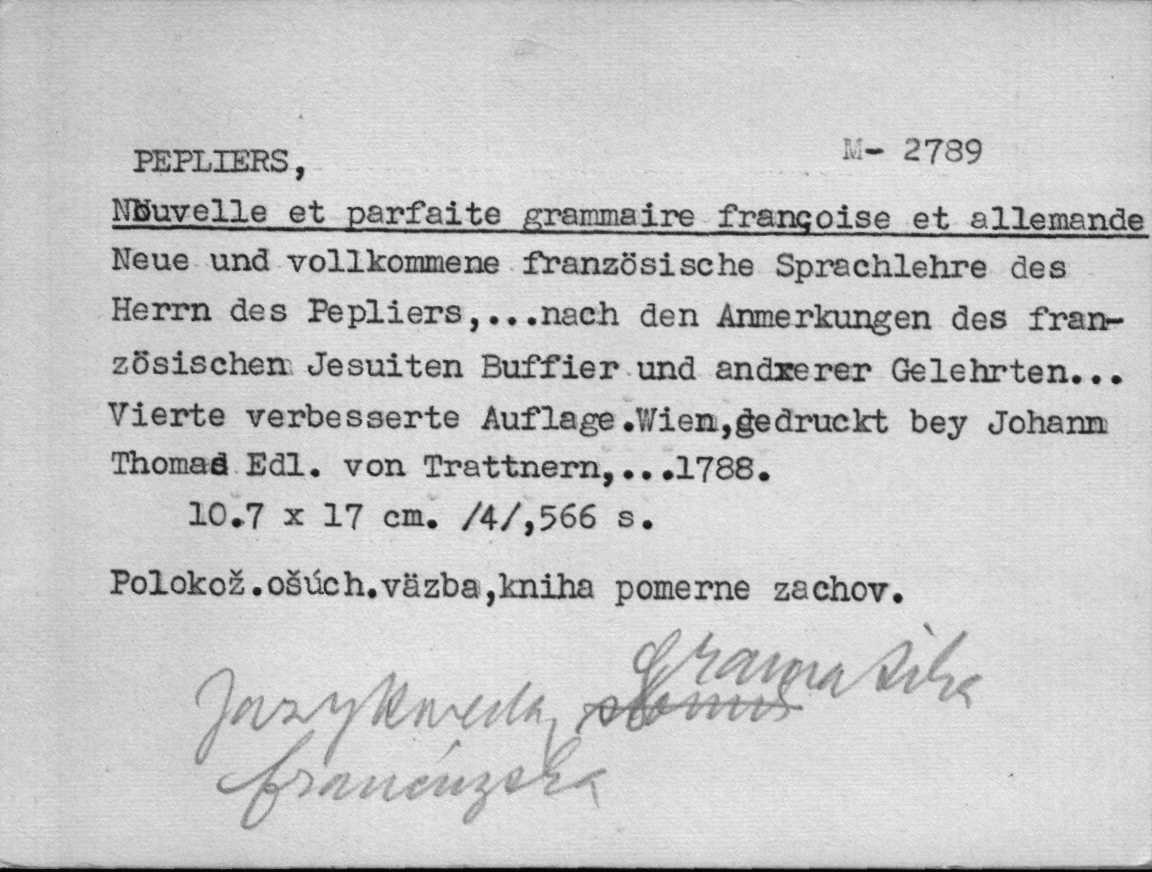 PEPLIERS,
M- 2789
Nouvelle et parfaite grammaire françoise et allemande
Neue und vollkommene französische Sprachlehre des
Herrn des Pepliers,...nach den Anmerkungen des fran-
zösischen Jesuiten Buffier und andxerer Gelehrten...
Vierte verbesserte Auflage.Wien,gedruckt bey Johann
Thomas Edl. von Trattnern,...1788.
10.7 x 17 cm. /4/,566 s.
Polokož.ošúch.väzba,kniha pomerne zachov.
Gramatika
Jazykoveda,
francúzska